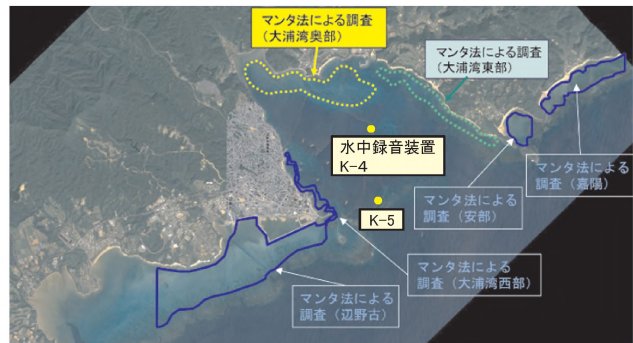 マンタ法による調査
(大浦湾奥部)
マンタ法による調査
(大浦湾東部)
水中録音装置
K-4
K-5
マンタ法による
調査(嘉陽)
マンタ法による
調査(安部)
マンタ法による
調査(大浦湾西部)
マンタ法による
調査(辺野古)